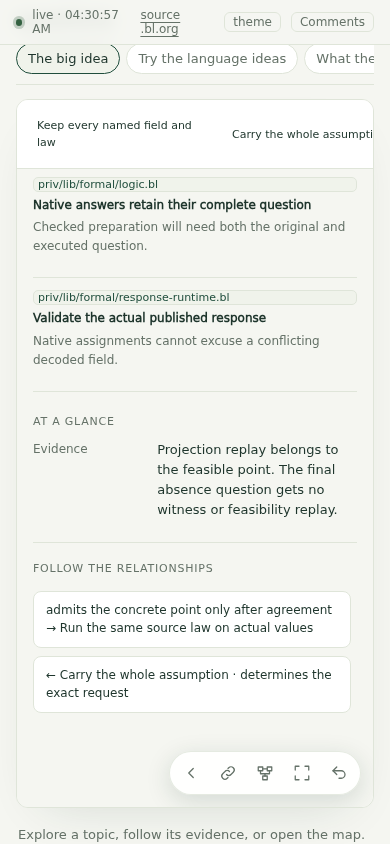 live · 04:30:57
AM
source
.bl.org
theme
Comments
The big idea
Try the language ideas
What the
Keep every named field and
law
Carry the whole assumpti
priv/lib/formal/logic.bl
Native answers retain their complete question
Checked preparation will need both the original and
executed question.
priv/lib/formal/response-runtime.bl
Validate the actual published response
Native assignments cannot excuse a conflicting
decoded field.
AT A GLANCE
Evidence
Projection replay belongs to
the feasible point. The final
absence question gets no
witness or feasibility replay.
FOLLOW THE RELATIONSHIPS
admits the concrete point only after agreement
→ Run the same source law on actual values
← Carry the whole assumption · determines the
exact request
Explore a topic, follow its evidence, or open the map.